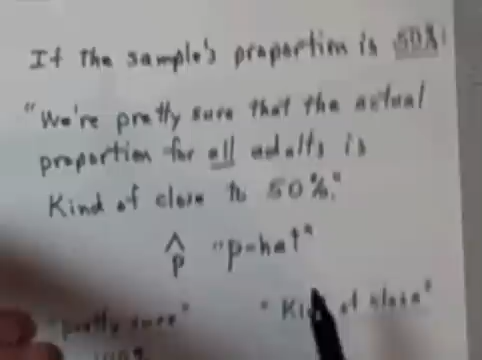 If the sample's proportion is 50%:
"We're pretty sure that the actual
proportion for all adults is
Kind of close to 50%."
p̂ "p-hat"
"pretty sure" "Kind of close"